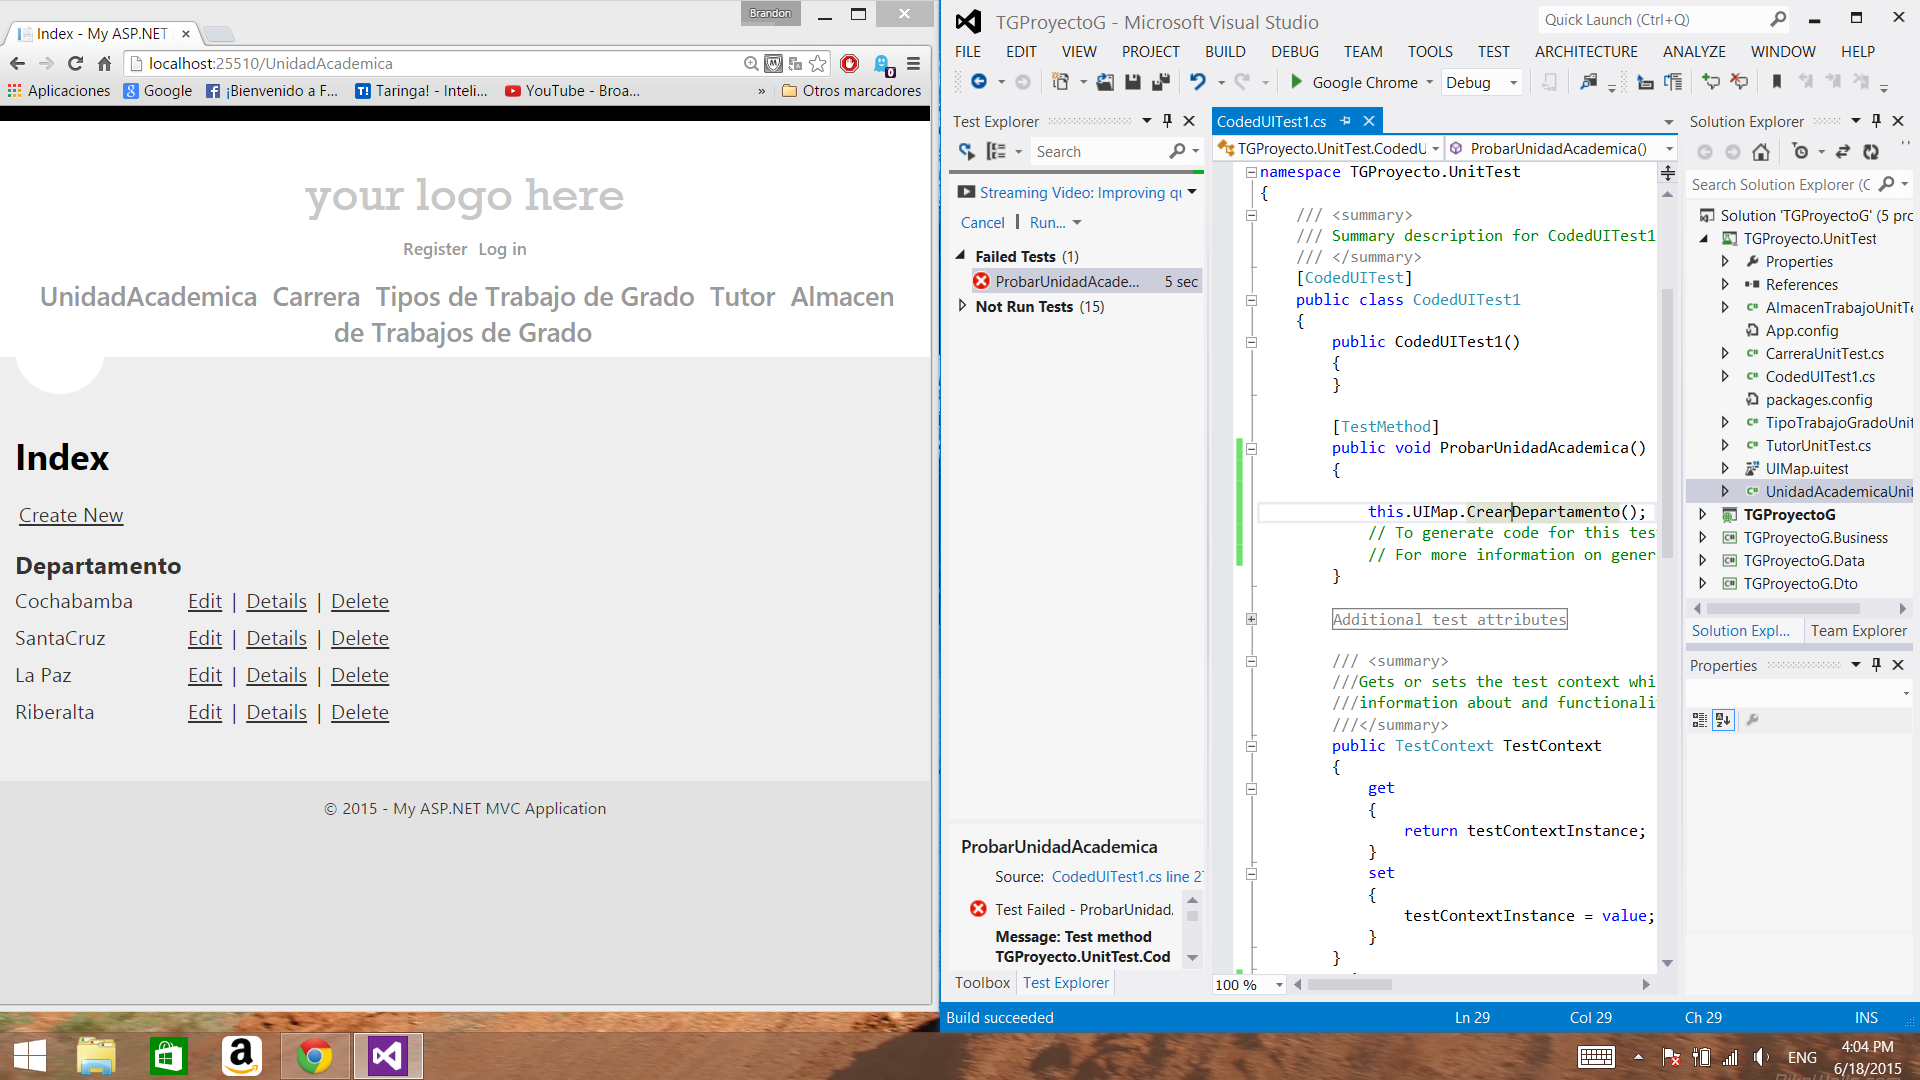 Brandon
Index - My ASP.NET
localhost:25510/UnidadAcademica
Aplicaciones Google ¡Bienvenido a F... Taringa! - Inteli... YouTube - Broa... » Otros marcadores
your logo here
Register Log in
UnidadAcademica Carrera Tipos de Trabajo de Grado Tutor Almacen
de Trabajos de Grado
Index
Create New
Departamento
Cochabamba Edit | Details | Delete
SantaCruz Edit | Details | Delete
La Paz Edit | Details | Delete
Riberalta Edit | Details | Delete
© 2015 - My ASP.NET MVC Application
TGProyectoG - Microsoft Visual Studio
Quick Launch (Ctrl+Q)
FILE EDIT VIEW PROJECT BUILD DEBUG TEAM TOOLS TEST ARCHITECTURE ANALYZE WINDOW HELP
Google Chrome Debug
Test Explorer
Search
Streaming Video: Improving qu
Cancel | Run...
Failed Tests (1)
ProbarUnidadAcade... 5 sec
Not Run Tests (15)
ProbarUnidadAcademica
Source: CodedUITest1.cs line 2
Test Failed - ProbarUnidad.
Message: Test method
TGProyecto.UnitTest.Cod
Toolbox Test Explorer
CodedUITest1.cs
TGProyecto.UnitTest.CodedU ProbarUnidadAcademica()
namespace TGProyecto.UnitTest
{
/// <summary>
/// Summary description for CodedUITest1
/// </summary>
[CodedUITest]
public class CodedUITest1
{
public CodedUITest1()
{
}
[TestMethod]
public void ProbarUnidadAcademica()
{
this.UIMap.CrearDepartamento();
// To generate code for this tes
// For more information on gener
}
Additional test attributes
/// <summary>
///Gets or sets the test context whi
///information about and functionali
///</summary>
public TestContext TestContext
{
get
{
return testContextInstance;
}
set
{
testContextInstance = value;
}
}
100 %
Solution Explorer
Search Solution Explorer (C
Solution 'TGProyectoG' (5 pro
TGProyecto.UnitTest
Properties
References
AlmacenTrabajoUnitTe
App.config
CarreraUnitTest.cs
CodedUITest1.cs
packages.config
TipoTrabajoGradoUnit
TutorUnitTest.cs
UIMap.uitest
UnidadAcademicaUnit
TGProyectoG
TGProyectoG.Business
TGProyectoG.Data
TGProyectoG.Dto
Solution Expl... Team Explorer
Properties
Build succeeded Ln 29 Col 29 Ch 29 INS
ENG
4:04 PM
6/18/2015